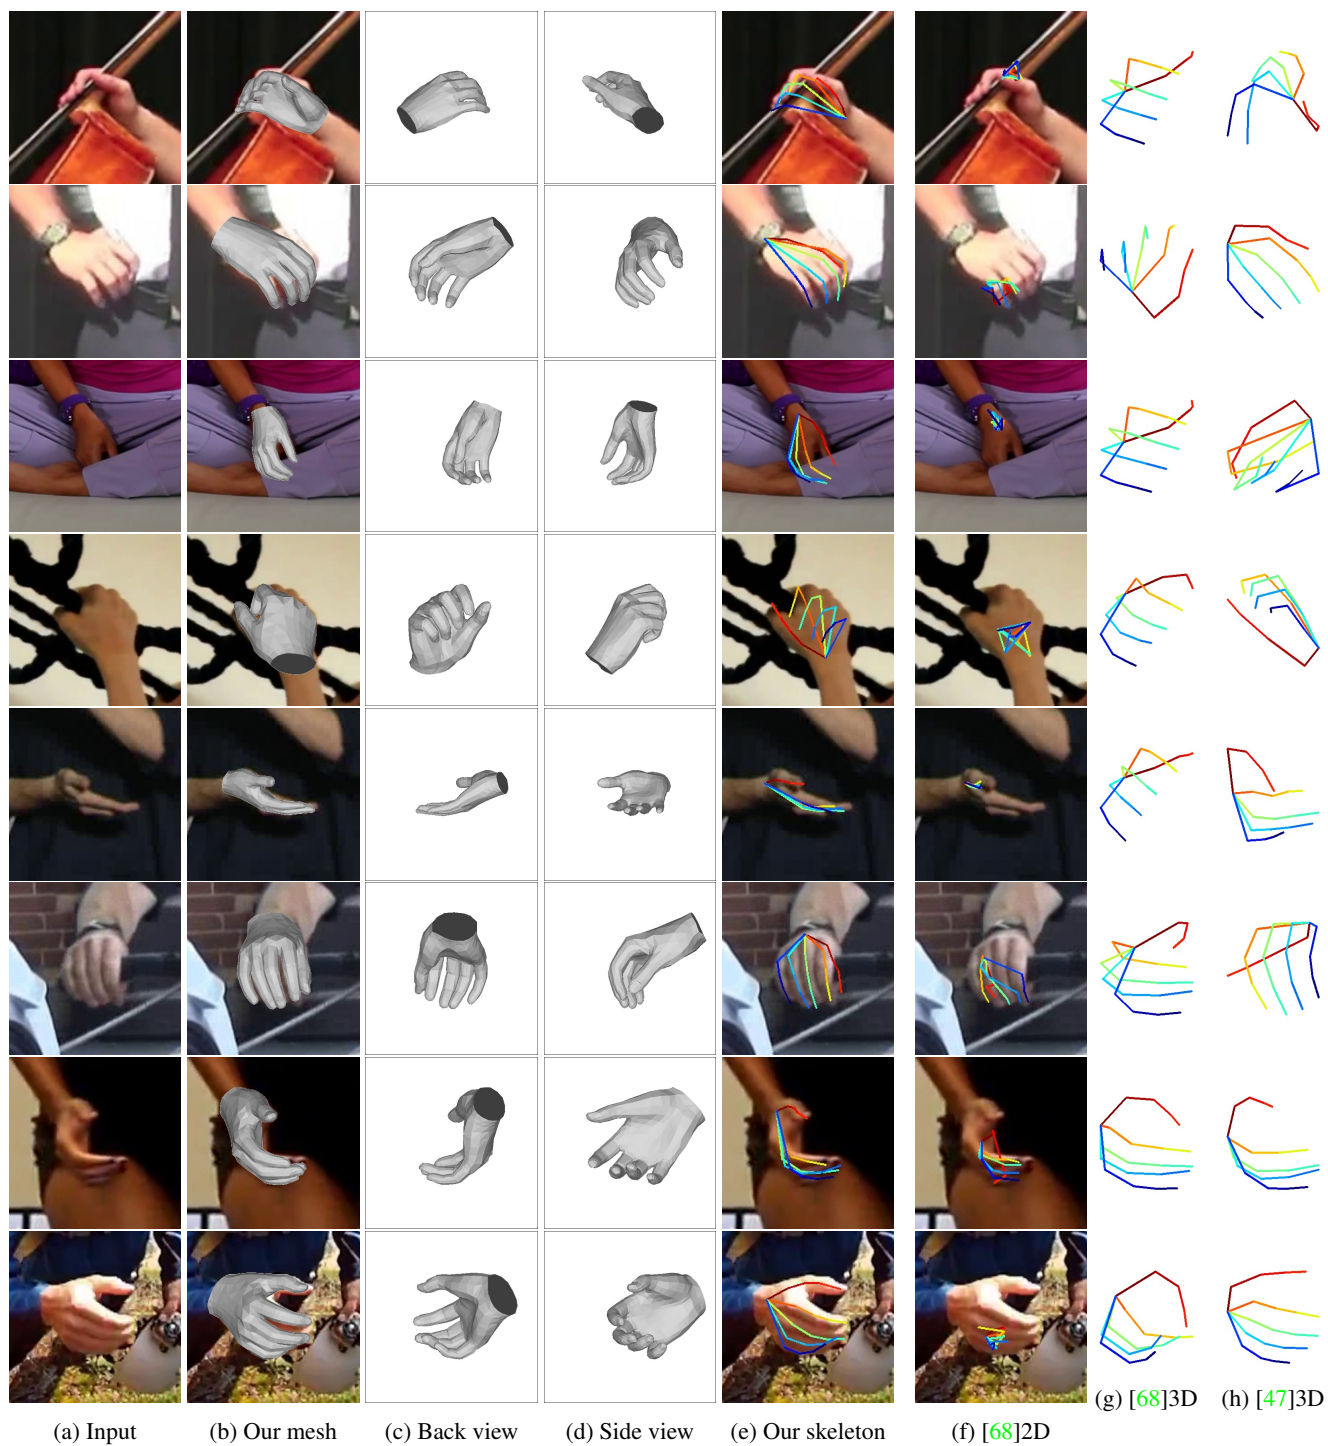 (g) [68]3D (h) [47]3D
(a) Input (b) Our mesh (c) Back view (d) Side view (e) Our skeleton (f) [68]2D